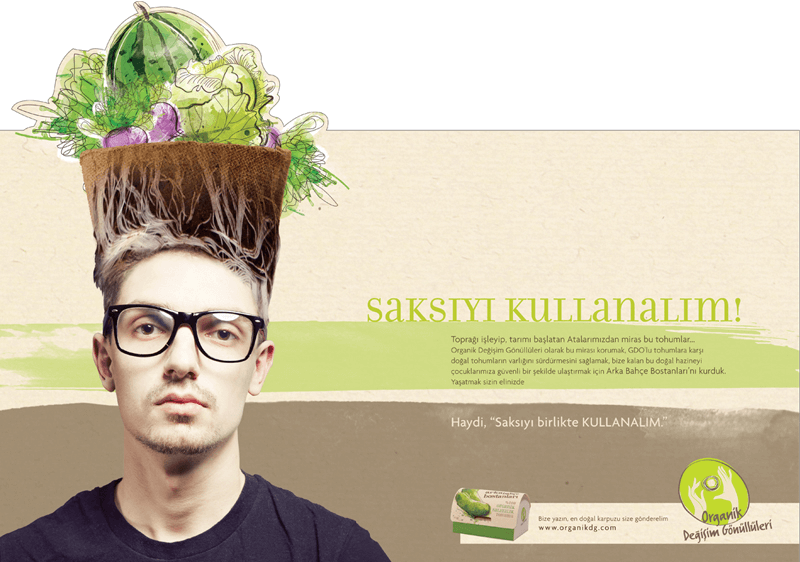 SAKSIYI KULLANALIM!
Toprağı işleyip, tarımı başlatan Atalarımızdan miras bu tohumlar...
Organik Değişim Gönüllüleri olarak bu mirası korumak, GDO'lu tohumlara karşı
doğal tohumların varlığını sürdürmesini sağlamak, bize kalan bu doğal hazineyi
çocuklarımıza güvenli bir şekilde ulaştırmak için Arka Bahçe Bostanları'nı kurduk.
Yaşatmak sizin elinizde
Haydi, "Saksıyı birlikte KULLANALIM."
bostanları
Bize yazın, en doğal karpuzu size gönderelim
www.organikdg.com
Organik
Değişim Gönüllüleri